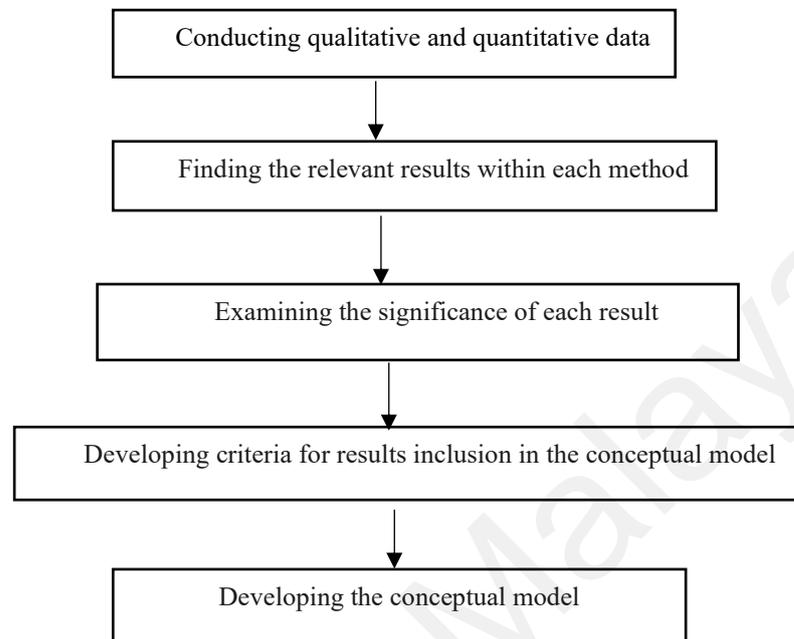 Conducting qualitative and quantitative data
Finding the relevant results within each method
Examining the significance of each result
Developing criteria for results inclusion in the conceptual model
Developing the conceptual model
Malaya